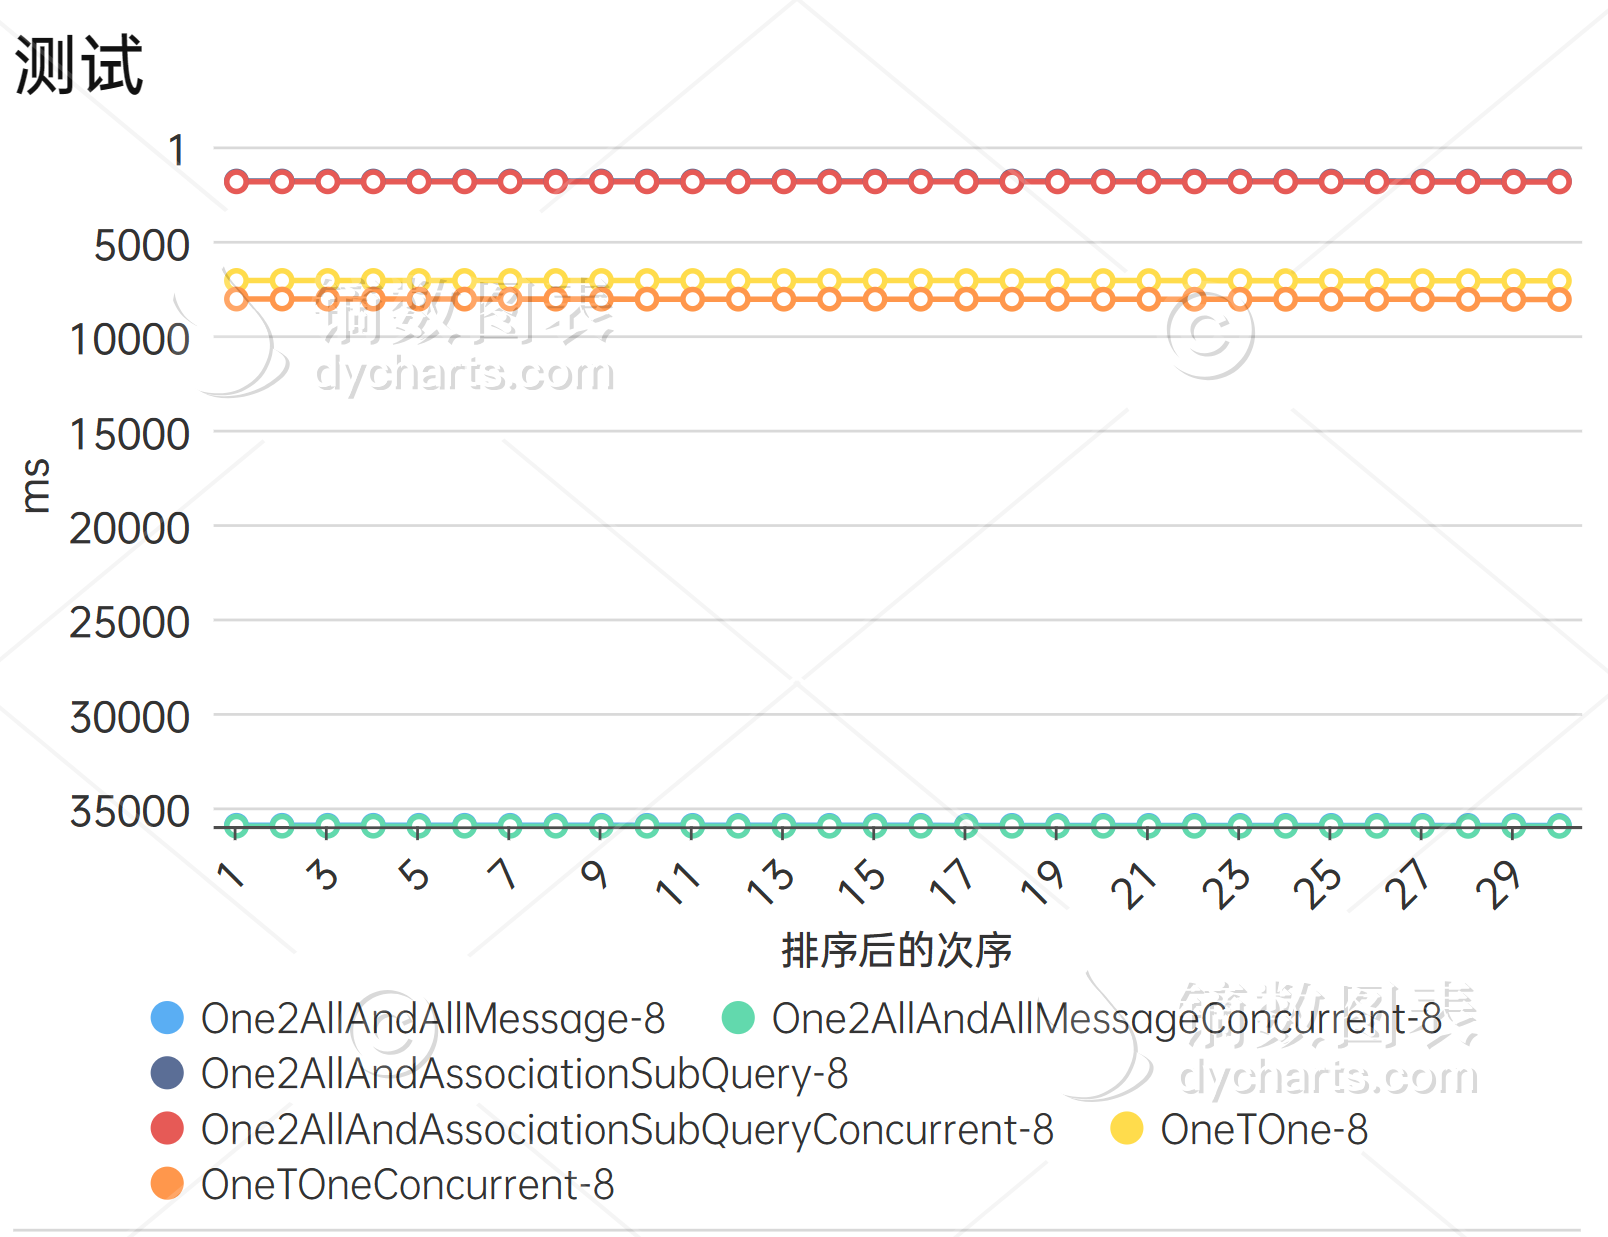 测试
1
5000
10000
15000
20000
25000
30000
35000
ms
1 3 5 7 9 11 13 15 17 19 21 23 25 27 29
排序后的次序
One2AllAndAllMessage-8 One2AllAndAllMessageConcurrent-8
One2AllAndAssociationSubQuery-8
One2AllAndAssociationSubQueryConcurrent-8 OneTOne-8
OneTOneConcurrent-8
镝数图表
dycharts.com
©
©
镝数图表
dycharts.com